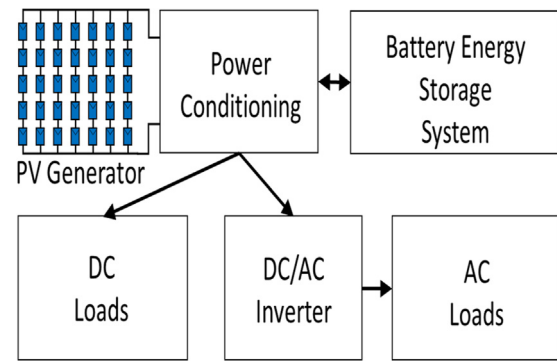 Power
Conditioning
Battery Energy
Storage
System
PV Generator
DC
Loads
DC/AC
Inverter
AC
Loads